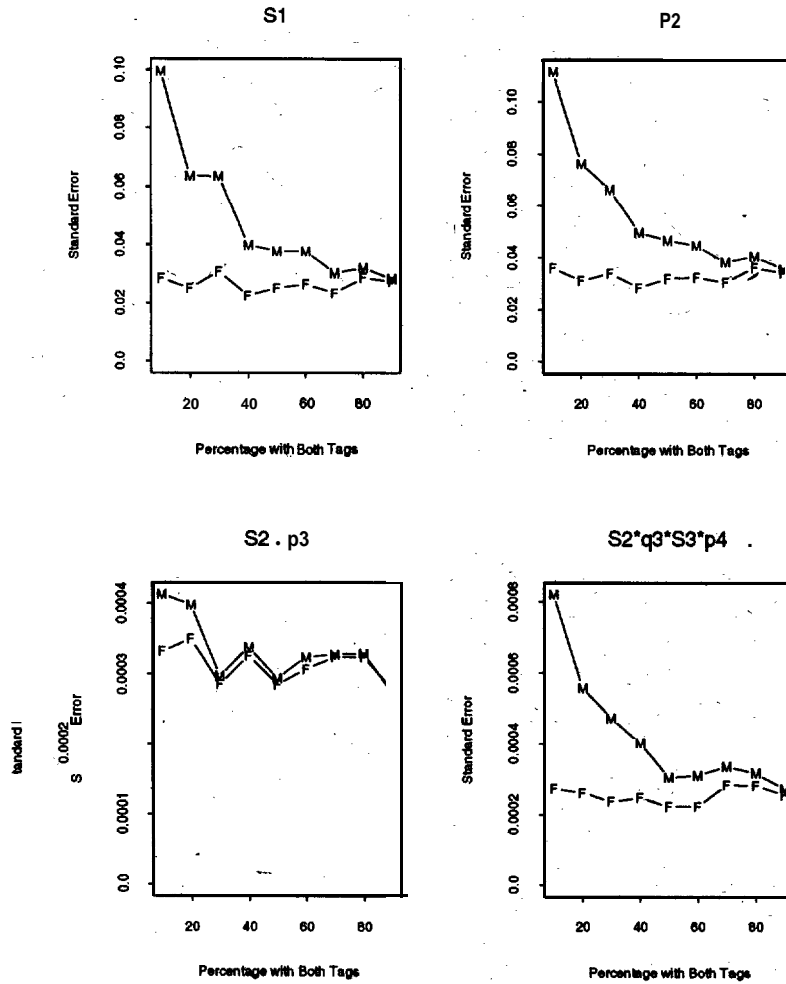 S1
P2
0.10
0.08
0.06
0.04
0.02
0.0
Standard Error
M M M M M M M M M
F F F F F F F F F
20 40 60 80
Percentage with Both Tags
0.10
0.08
0.06
0.04
0.02
0.0
Standard Error
M M M M M M M M M
F F F F F F F F F
20 40 60 80
Percentage with Both Tags
S2 . p3
S2*q3*S3*p4 .
0.0004
0.0003
0.0002
0.0001
0.0
tandard
S
Error
M M M M M M M M
F F F F F F F F
20 40 60 80
Percentage with Both Tags
0.0008
0.0006
0.0004
0.0002
0.0
Standard Error
M M M M M M M M M
F F F F F F F F F
20 40 60 80
Percentage with Both Tags